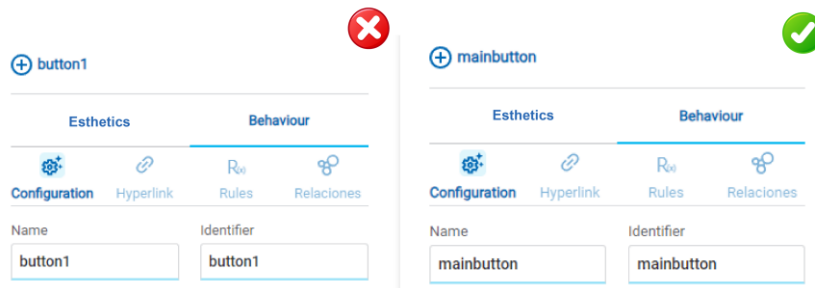 button1
Esthetics Behaviour
Configuration Hyperlink R(x) Rules Relaciones
Name Identifier
button1 button1
mainbutton
Esthetics Behaviour
Configuration Hyperlink R(x) Rules Relaciones
Name Identifier
mainbutton mainbutton